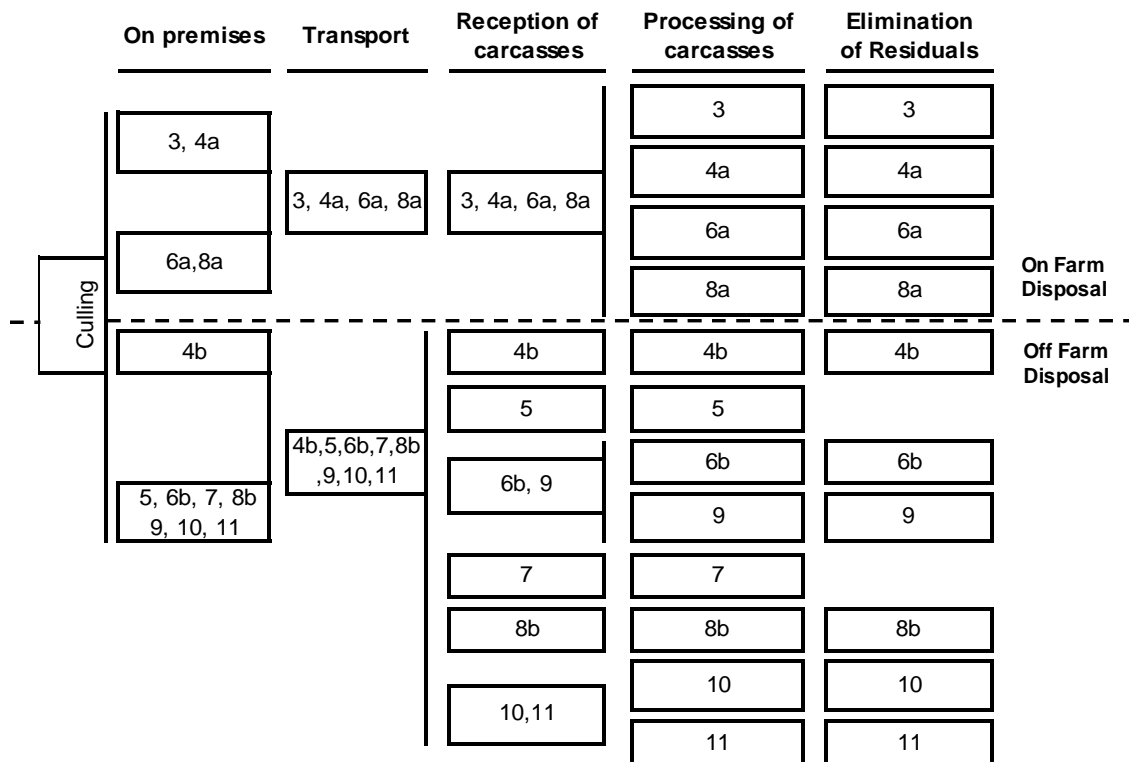 On premises
Transport
Reception of
carcasses
Processing of
carcasses
Elimination
of Residuals
3
3
3, 4a
4a
4a
3, 4a, 6a, 8a
3, 4a, 6a, 8a
6a
6a
6a,8a
8a
8a
On Farm
Disposal
Culling
4b
4b
4b
4b
Off Farm
Disposal
5
5
4b,5,6b,7,8b
,9,10,11
6b, 9
6b
6b
5, 6b, 7, 8b
9, 10, 11
9
9
7
7
8b
8b
8b
10,11
10
10
11
11